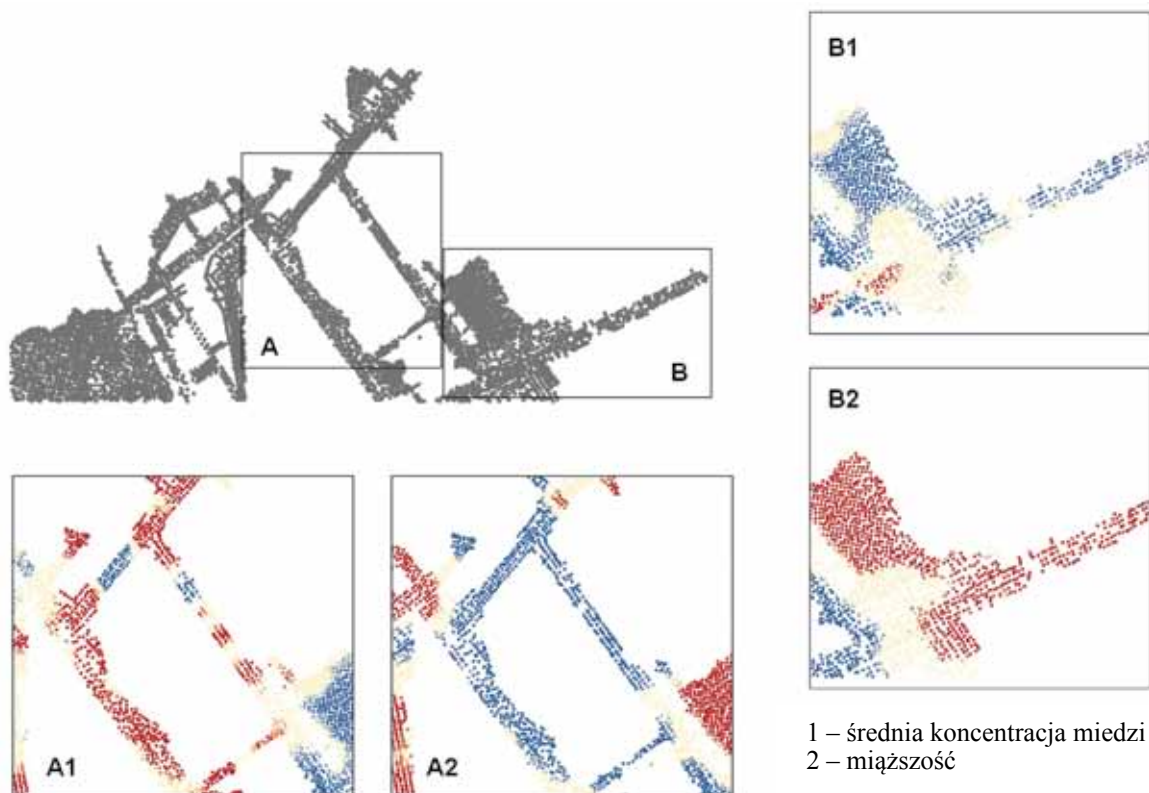 B1
A
B
B2
A1
A2
1 – średnia koncentracja miedzi
2 – miąższość